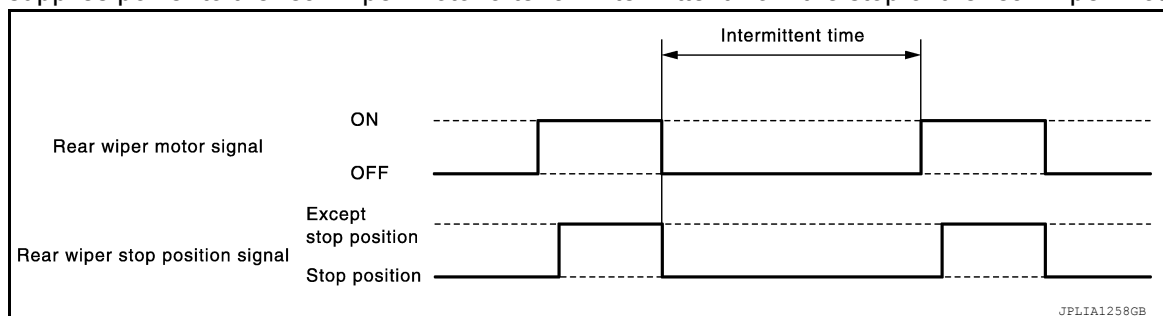 Intermittent time
ON
Rear wiper motor signal
OFF
Except
stop position
Rear wiper stop position signal
Stop position
JPLIA1258GB